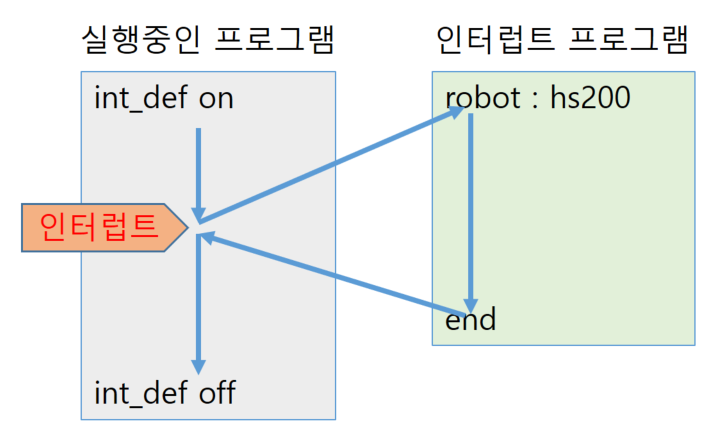 실행중인 프로그램
인터럽트 프로그램
int_def on
robot : hs200
인터럽트
end
int_def off